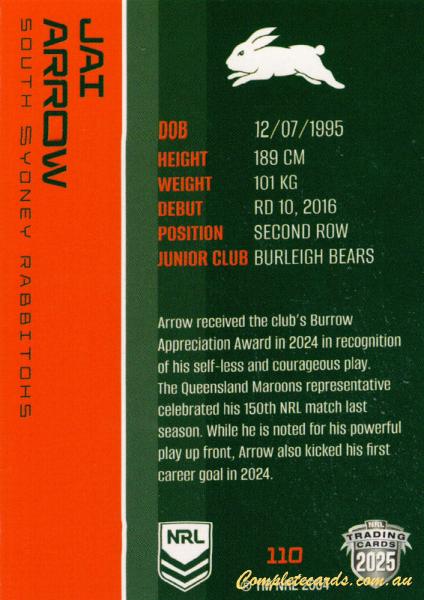 JAI
ARROW
SOUTH SYDNEY RABBITOHS
DOB 12/07/1995
HEIGHT 189 CM
WEIGHT 101 KG
DEBUT RD 10, 2016
POSITION SECOND ROW
JUNIOR CLUB BURLEIGH BEARS
Arrow received the club's Burrow
Appreciation Award in 2024 in recognition
of his self-less and courageous play.
The Queensland Maroons representative
celebrated his 150th NRL match last
season. While he is noted for his powerful
play up front, Arrow also kicked his first
career goal in 2024.
NRL
110
NRL
TRADING
CARDS
2025
Completecards.com.au
© TM NRL 2004